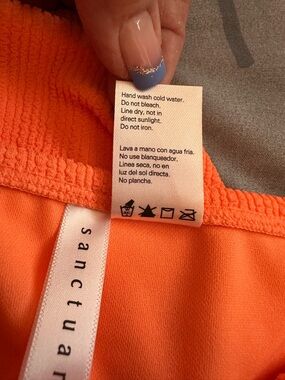 Hand wash cold water.
Do not bleach.
Line dry, not in
direct sunlight.
Do not iron.
Lava a mano con agua fria.
No use blanqueador.
Linea seca, no en
luz del sol directa.
No planche.
sanctuar